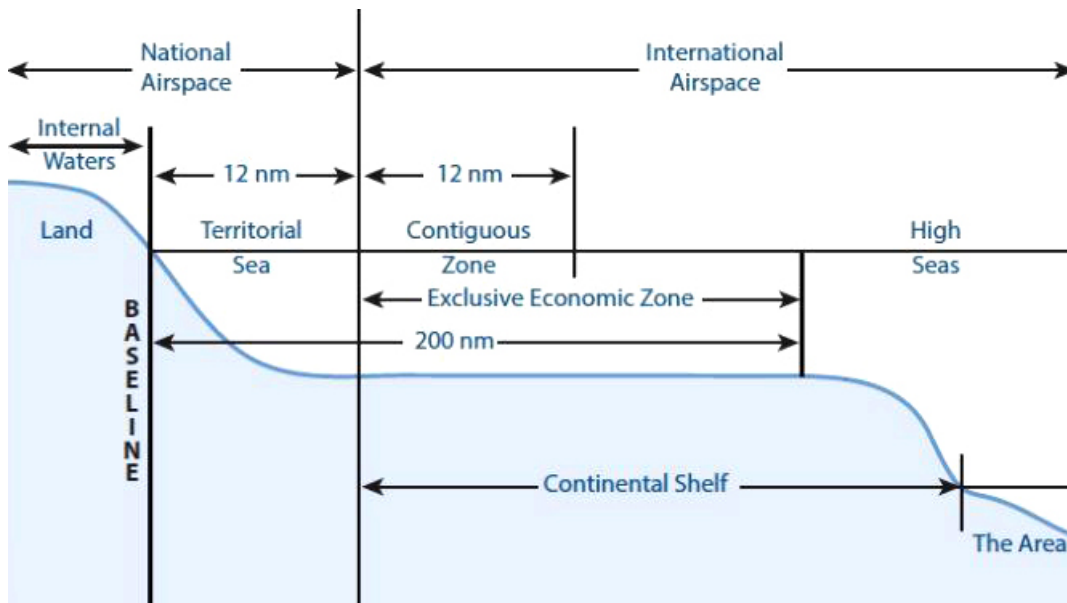 National
Airspace
International
Airspace
Internal
Waters
12 nm
12 nm
Land
Territorial
Sea
Contiguous
Zone
High
Seas
Exclusive Economic Zone
200 nm
BASELINE
Continental Shelf
The Area